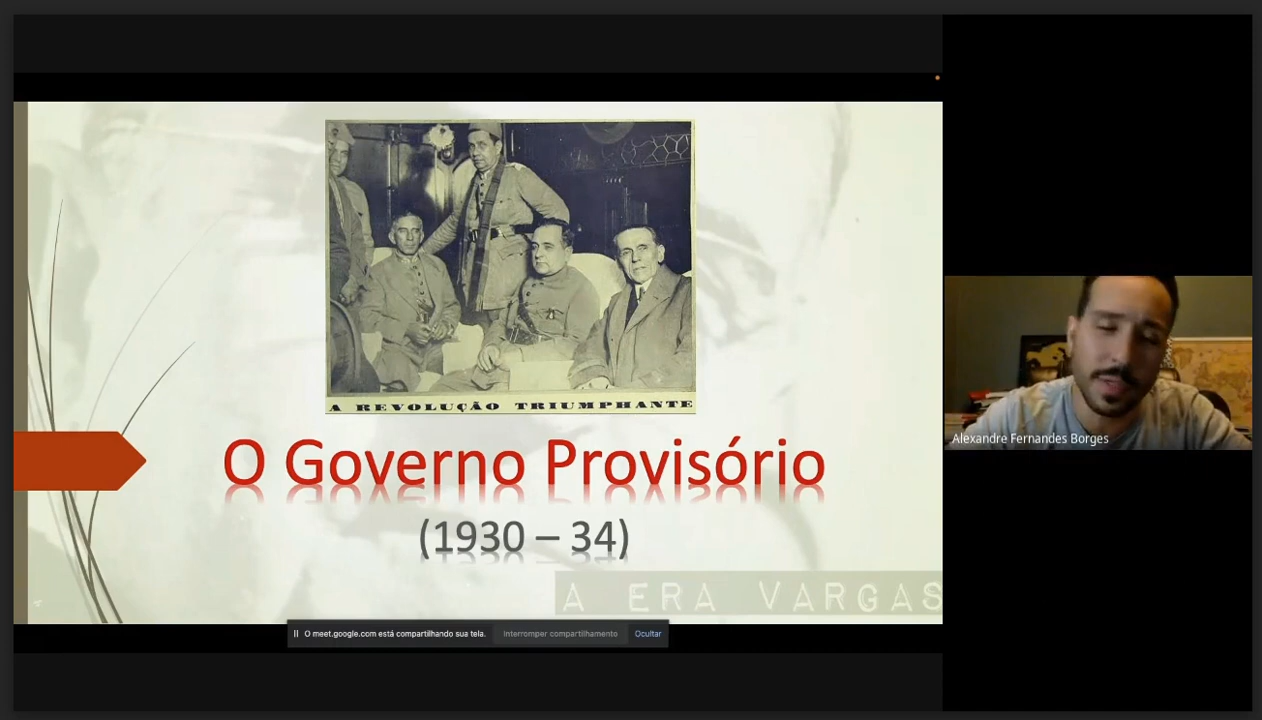 A REVOLUÇÃO TRIUMPHANTE
O Governo Provisório
(1930 – 34)
A ERA VARGAS
Alexandre Fernandes Borges
O meet.google.com está compartilhando sua tela. Interromper compartilhamento Ocultar